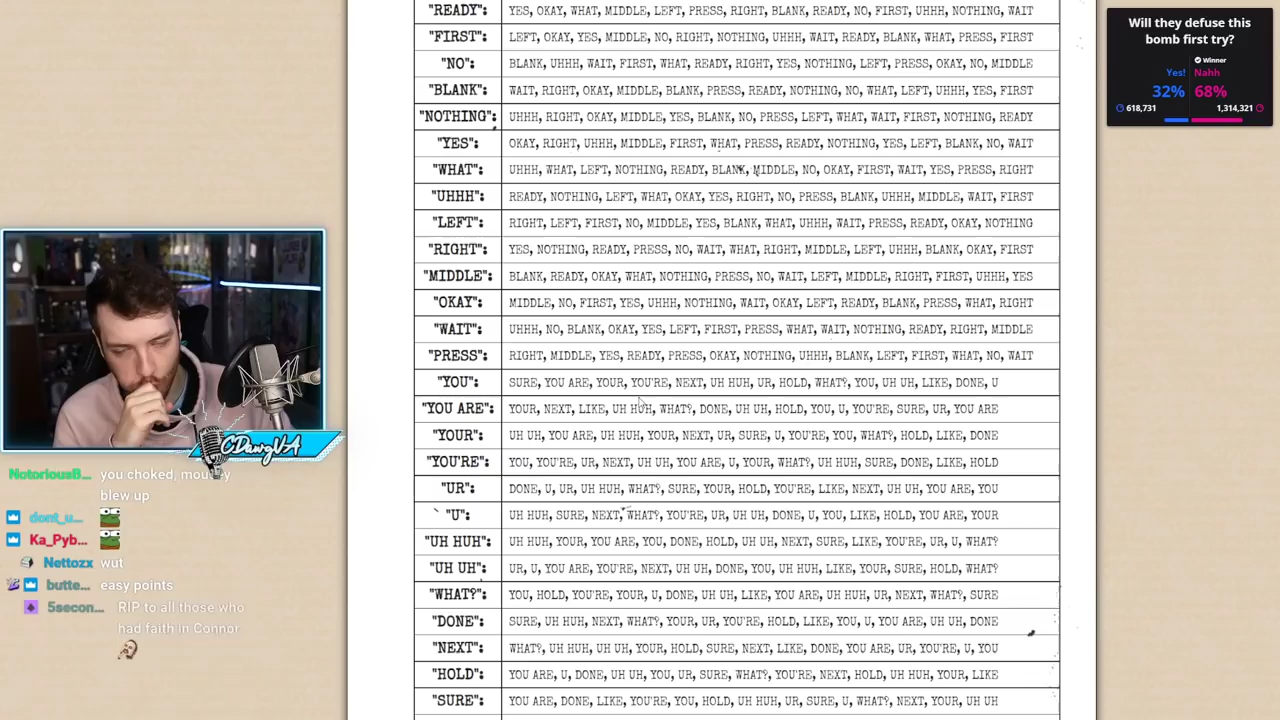 "READY": YES, OKAY, WHAT, MIDDLE, LEFT, PRESS, RIGHT, BLANK, READY, NO, FIRST, UHHH, NOTHING, WAIT
"FIRST": LEFT, OKAY, YES, MIDDLE, NO, RIGHT, NOTHING, UHHH, WAIT, READY, BLANK, WHAT, PRESS, FIRST
"NO": BLANK, UHHH, WAIT, FIRST, WHAT, READY, RIGHT, YES, NOTHING, LEFT, PRESS, OKAY, NO, MIDDLE
"BLANK": WAIT, RIGHT, OKAY, MIDDLE, BLANK, PRESS, READY, NOTHING, NO, WHAT, LEFT, UHHH, YES, FIRST
"NOTHING": UHHH, RIGHT, OKAY, MIDDLE, YES, BLANK, NO, PRESS, LEFT, WHAT, WAIT, FIRST, NOTHING, READY
"YES": OKAY, RIGHT, UHHH, MIDDLE, FIRST, WHAT, PRESS, READY, NOTHING, YES, LEFT, BLANK, NO, WAIT
"WHAT": UHHH, WHAT, LEFT, NOTHING, READY, BLANK, MIDDLE, NO, OKAY, FIRST, WAIT, YES, PRESS, RIGHT
"UHHH": READY, NOTHING, LEFT, WHAT, OKAY, YES, RIGHT, NO, PRESS, BLANK, UHHH, MIDDLE, WAIT, FIRST
"LEFT": RIGHT, LEFT, FIRST, NO, MIDDLE, YES, BLANK, WHAT, UHHH, WAIT, PRESS, READY, OKAY, NOTHING
"RIGHT": YES, NOTHING, READY, PRESS, NO, WAIT, WHAT, RIGHT, MIDDLE, LEFT, UHHH, BLANK, OKAY, FIRST
"MIDDLE": BLANK, READY, OKAY, WHAT, NOTHING, PRESS, NO, WAIT, LEFT, MIDDLE, RIGHT, FIRST, UHHH, YES
"OKAY": MIDDLE, NO, FIRST, YES, UHHH, NOTHING, WAIT, OKAY, LEFT, READY, BLANK, PRESS, WHAT, RIGHT
"WAIT": UHHH, NO, BLANK, OKAY, YES, LEFT, FIRST, PRESS, WHAT, WAIT, NOTHING, READY, RIGHT, MIDDLE
"PRESS": RIGHT, MIDDLE, YES, READY, PRESS, OKAY, NOTHING, UHHH, BLANK, LEFT, FIRST, WHAT, NO, WAIT
"YOU": SURE, YOU ARE, YOUR, YOU'RE, NEXT, UH HUH, UR, HOLD, WHAT?, YOU, UH UH, LIKE, DONE, U
"YOU ARE": YOUR, NEXT, LIKE, UH HUH, WHAT?, DONE, UH UH, HOLD, YOU, U, YOU'RE, SURE, UR, YOU ARE
"YOUR": UH UH, YOU ARE, UH HUH, YOUR, NEXT, UR, SURE, U, YOU'RE, YOU, WHAT?, HOLD, LIKE, DONE
"YOU'RE": YOU, YOU'RE, UR, NEXT, UH UH, YOU ARE, U, YOUR, WHAT?, UH HUH, SURE, DONE, LIKE, HOLD
"UR": DONE, U, UR, UH HUH, WHAT?, SURE, YOUR, HOLD, YOU'RE, LIKE, NEXT, UH UH, YOU ARE, YOU
"U": UH HUH, SURE, NEXT, WHAT?, YOU'RE, UR, UH UH, DONE, U, YOU, LIKE, HOLD, YOU ARE, YOUR
"UH HUH": UH HUH, YOUR, YOU ARE, YOU, DONE, HOLD, UH UH, NEXT, SURE, LIKE, YOU'RE, UR, U, WHAT?
"UH UH": UR, U, YOU ARE, YOU'RE, NEXT, UH UH, DONE, YOU, UH HUH, LIKE, YOUR, SURE, HOLD, WHAT?
"WHAT?": YOU, HOLD, YOU'RE, YOUR, U, DONE, UH UH, LIKE, YOU ARE, UH HUH, UR, NEXT, WHAT?, SURE
"DONE": SURE, UH HUH, NEXT, WHAT?, YOUR, UR, YOU'RE, HOLD, LIKE, YOU, U, YOU ARE, UH UH, DONE
"NEXT": WHAT?, UH HUH, UH UH, YOUR, HOLD, SURE, NEXT, LIKE, DONE, YOU ARE, UR, YOU'RE, U, YOU
"HOLD": YOU ARE, U, DONE, UH UH, YOU, UR, SURE, WHAT?, YOU'RE, NEXT, HOLD, UH HUH, YOUR, LIKE
"SURE": YOU ARE, DONE, LIKE, YOU'RE, YOU, HOLD, UH HUH, UR, SURE, U, WHAT?, NEXT, YOUR, UH UH
Will they defuse this
bomb first try?
Winner
Yes! Nahh
32% 68%
618,731 1,314,321
CDawgVA
NotoriousB... you choked,
blew up
dont_u...
Ka_Pyb...
Nettozx wut
butte... easy points
5secon... RIP to all those who
had faith in Connor